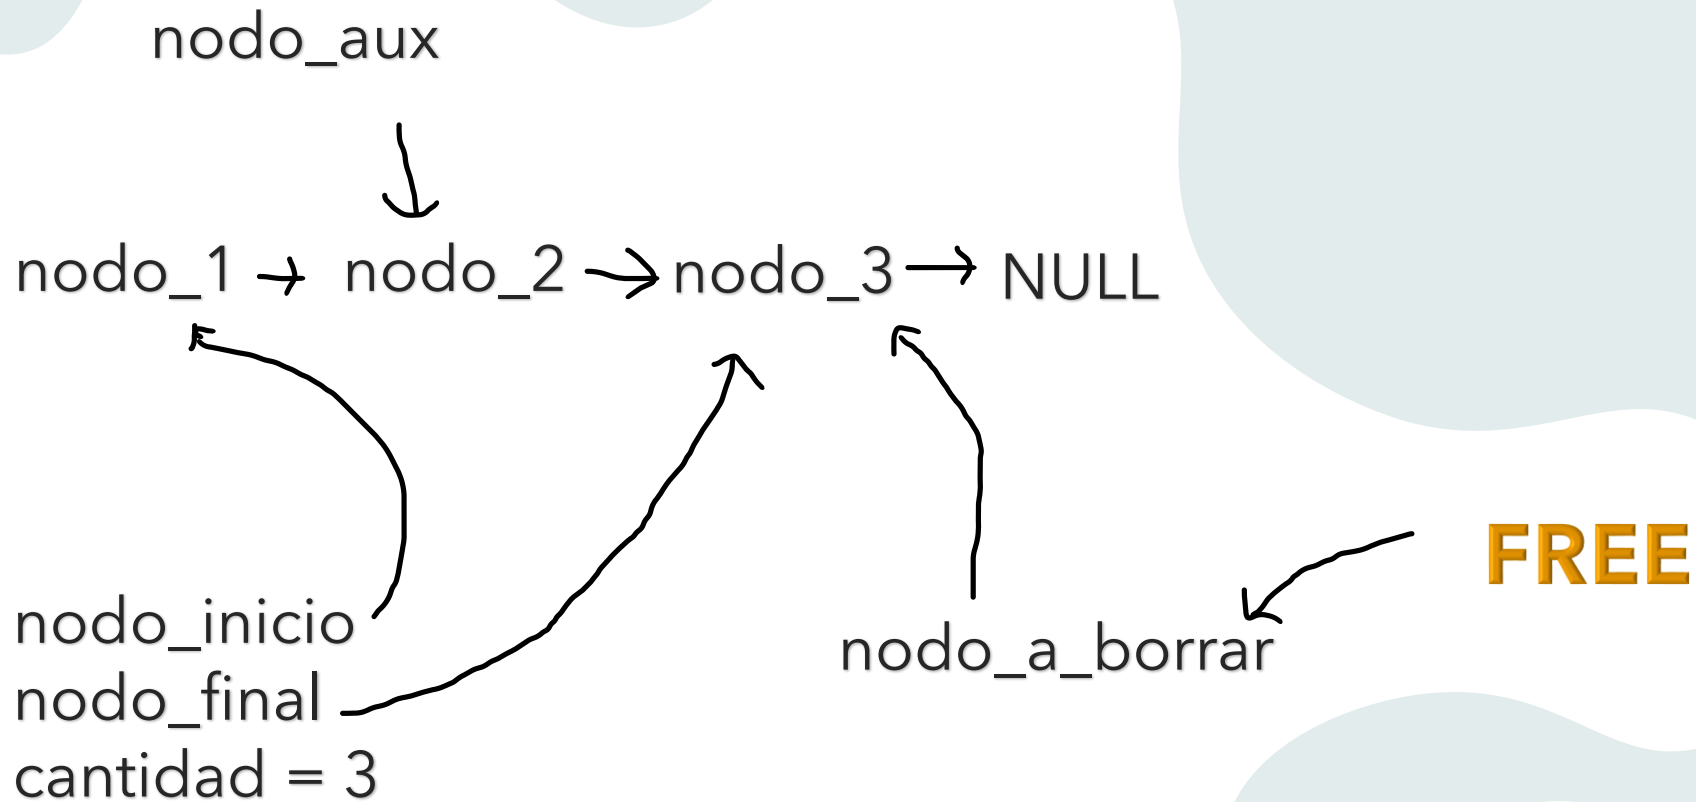 nodo_aux
nodo_1 → nodo_2 → nodo_3 → NULL
FREE
nodo_inicio
nodo_a_borrar
nodo_final
cantidad = 3